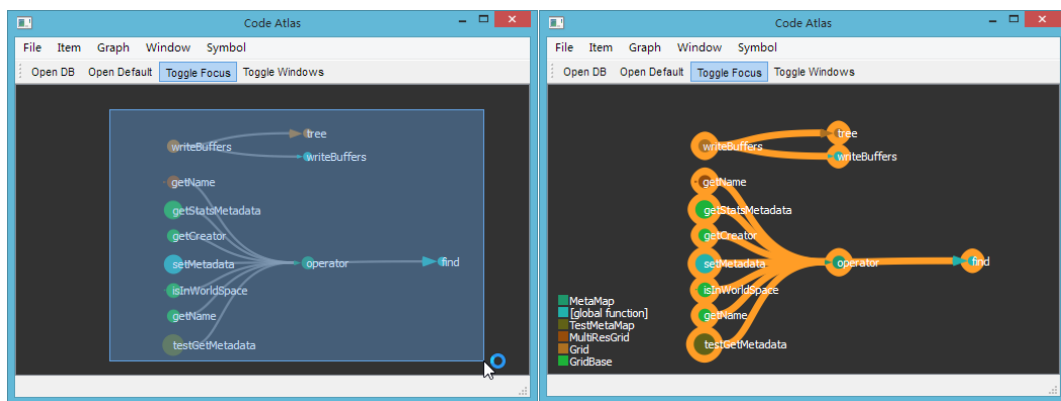 Code Atlas
File Item Graph Window Symbol
Open DB Open Default Toggle Focus Toggle Windows
tree
writeBuffers
writeBuffers
getName
getStatsMetadata
getCreator
setMetadata
operator
find
isInWorldSpace
getName
testGetMetadata
Code Atlas
File Item Graph Window Symbol
Open DB Open Default Toggle Focus Toggle Windows
tree
writeBuffers
writeBuffers
getName
getStatsMetadata
getCreator
setMetadata
operator
find
isInWorldSpace
getName
testGetMetadata
MetaMap
[global function]
TestMetaMap
MultiResGrid
Grid
GridBase